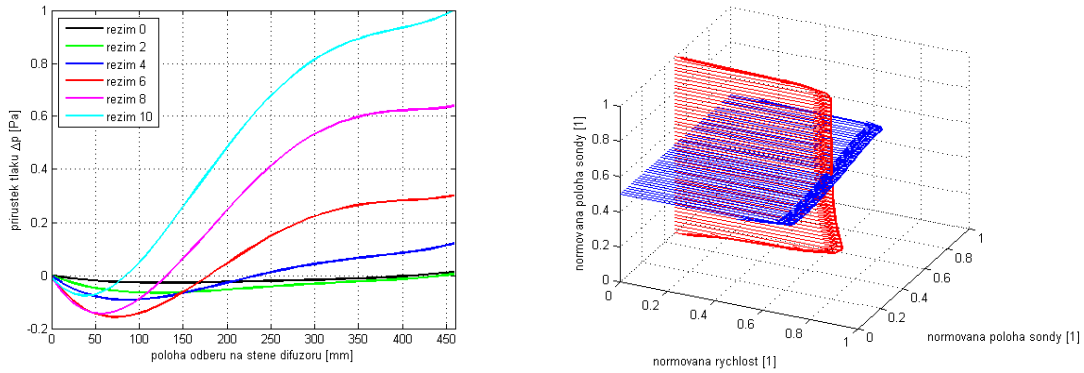 1
0.8
0.6
0.4
0.2
0
-0.2
prirustek tlaku Δp [Pa]
rezim 0
rezim 2
rezim 4
rezim 6
rezim 8
rezim 10
0 50 100 150 200 250 300 350 400 450
poloha odberu na stene difuzoru [mm]
1
0.8
0.6
0.4
0.2
0
normovana poloha sondy [1]
0 0.2 0.4 0.6 0.8 1
normovana rychlost [1]
0 0.2 0.4 0.6 0.8 1
normovana poloha sondy [1]